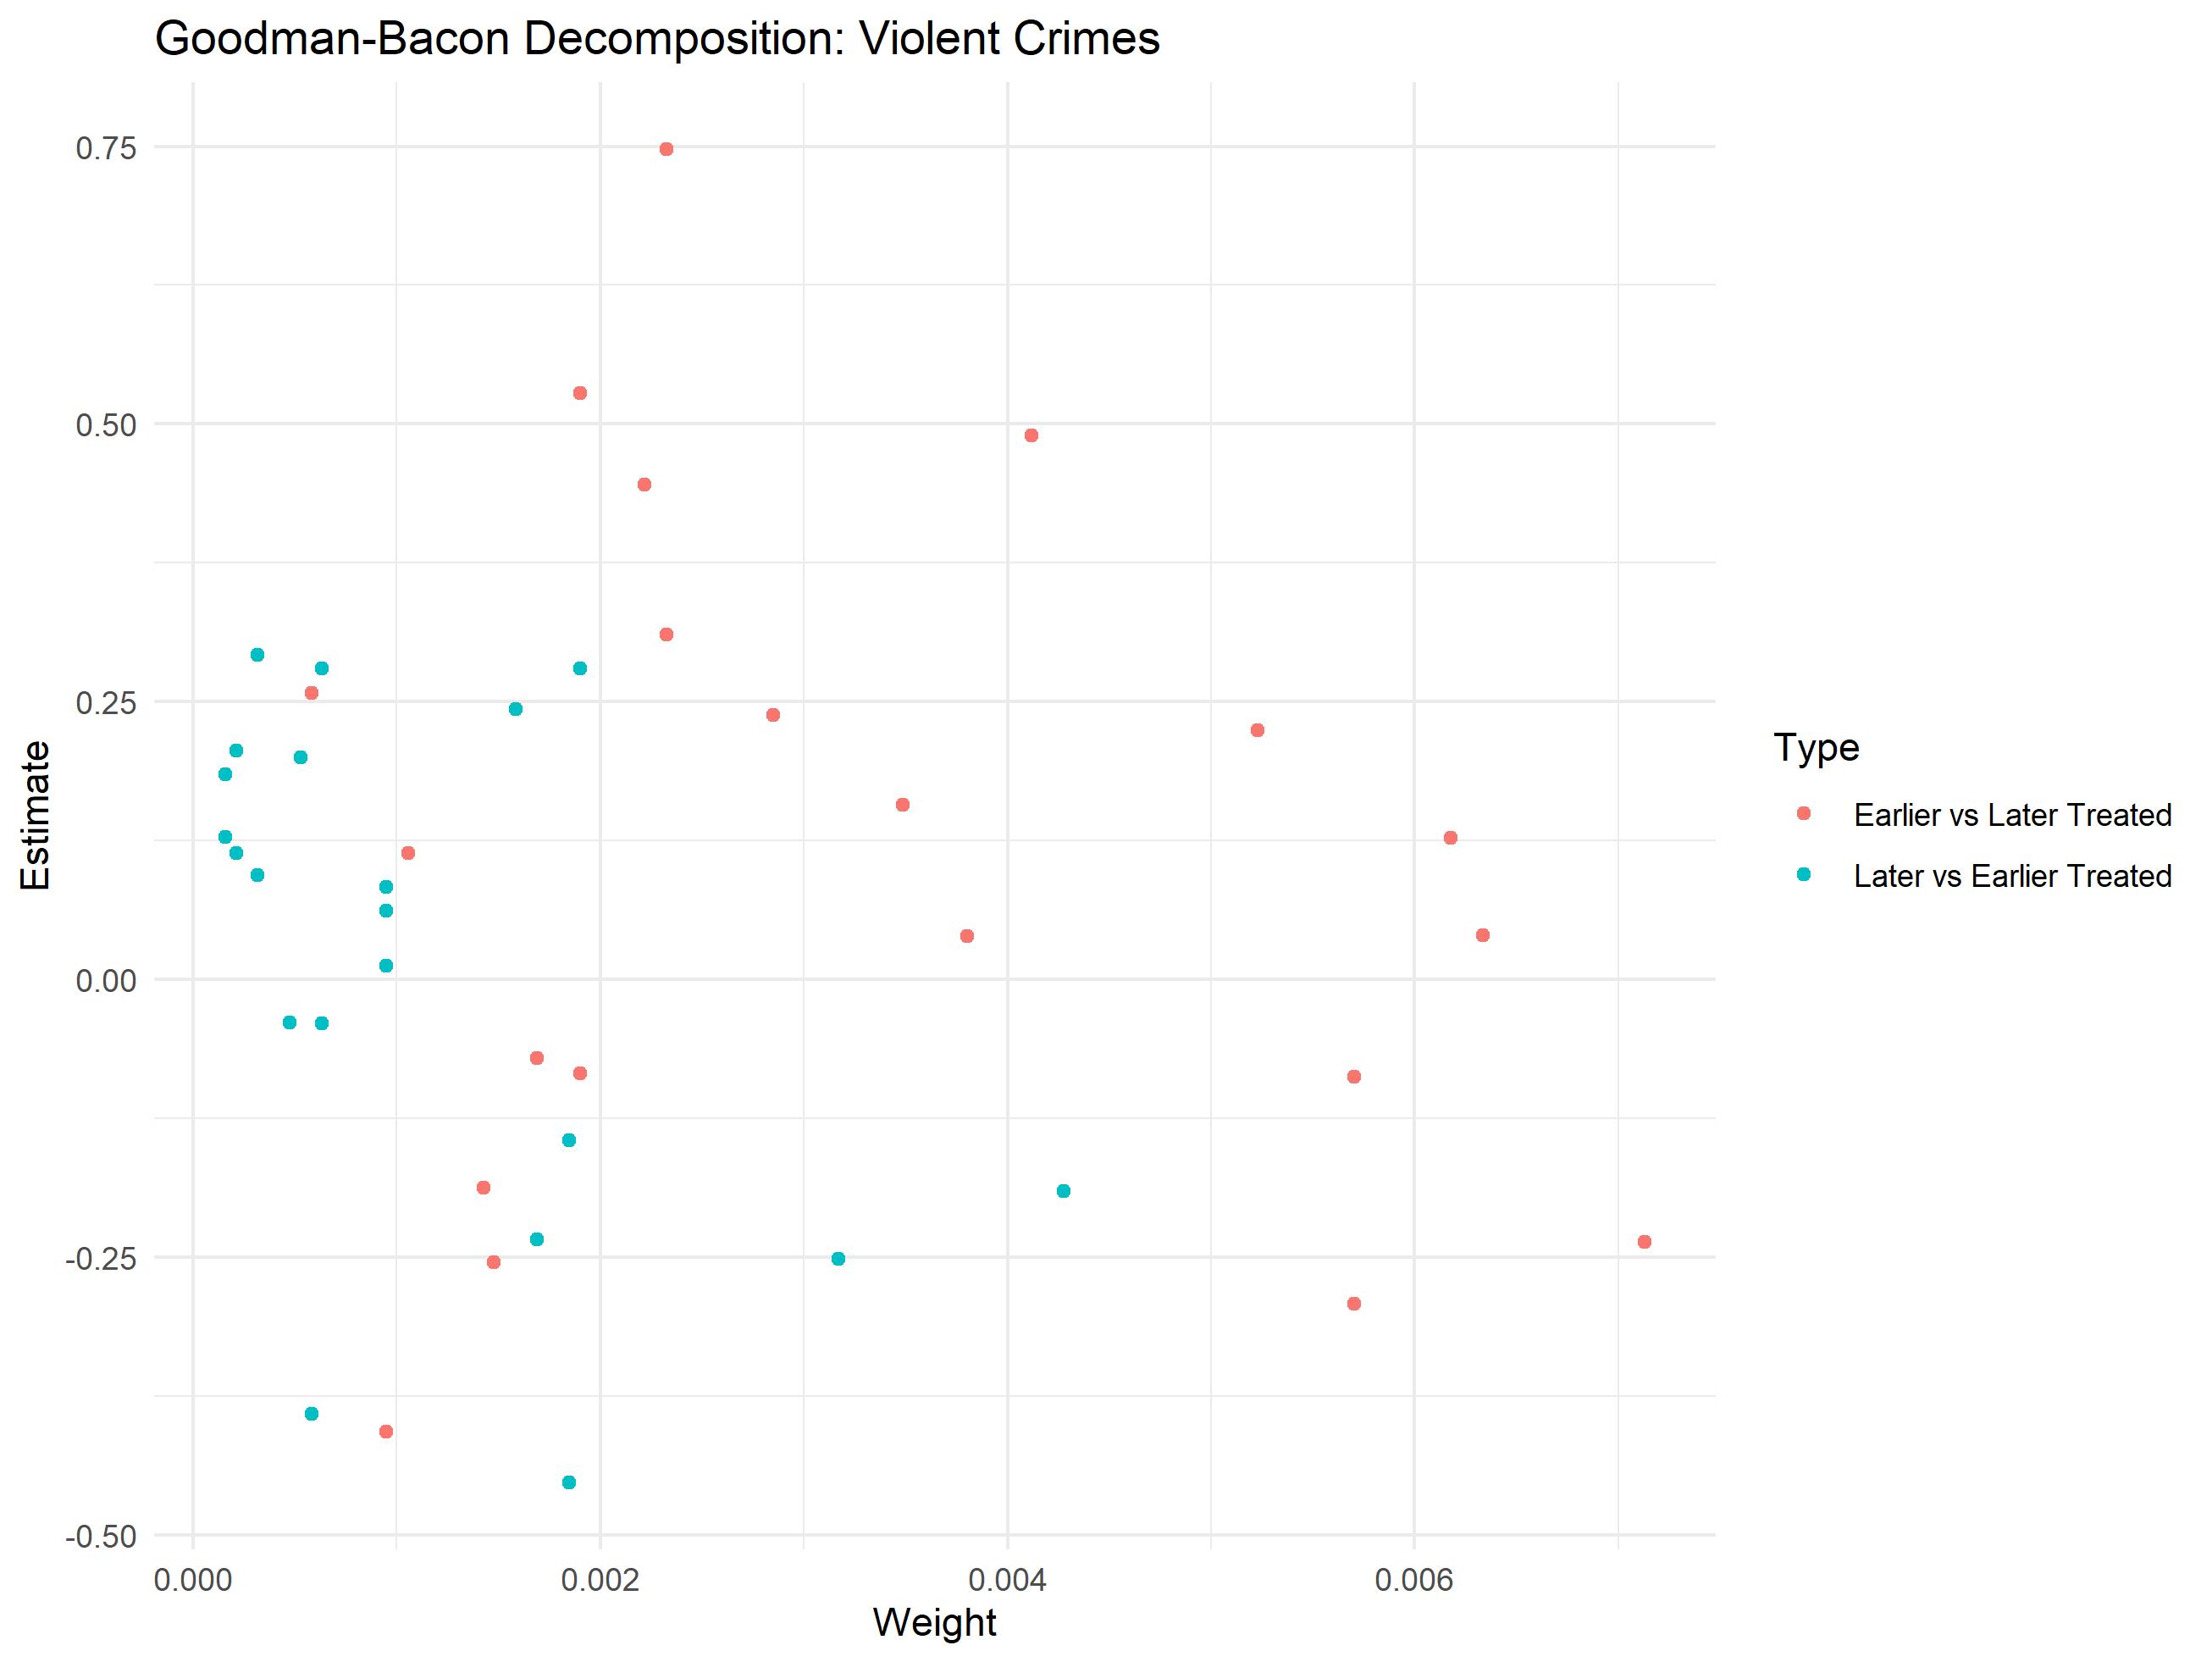 Goodman-Bacon Decomposition: Violent Crimes
0.75
0.50
0.25
0.00
-0.25
-0.50
Estimate
0.000
0.002
0.004
0.006
Weight
Type
Earlier vs Later Treated
Later vs Earlier Treated